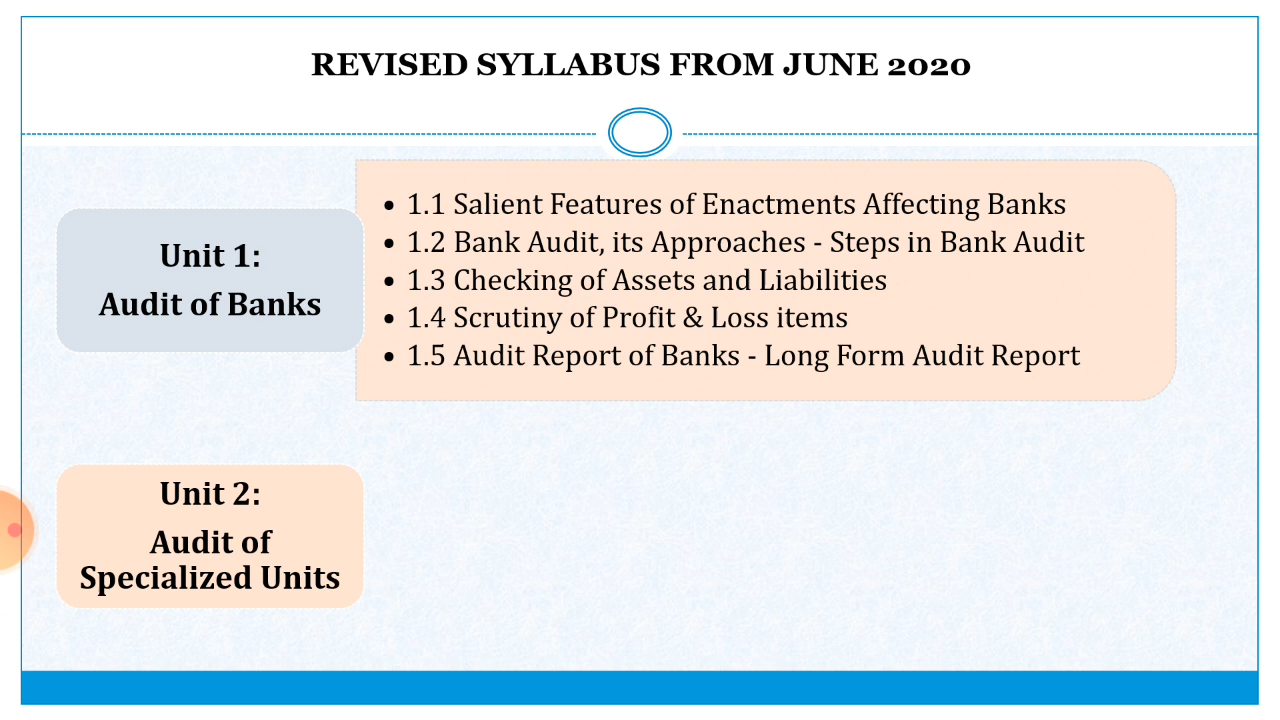 REVISED SYLLABUS FROM JUNE 2020
Unit 1:
Audit of Banks
• 1.1 Salient Features of Enactments Affecting Banks
• 1.2 Bank Audit, its Approaches - Steps in Bank Audit
• 1.3 Checking of Assets and Liabilities
• 1.4 Scrutiny of Profit & Loss items
• 1.5 Audit Report of Banks - Long Form Audit Report
Unit 2:
Audit of
Specialized Units